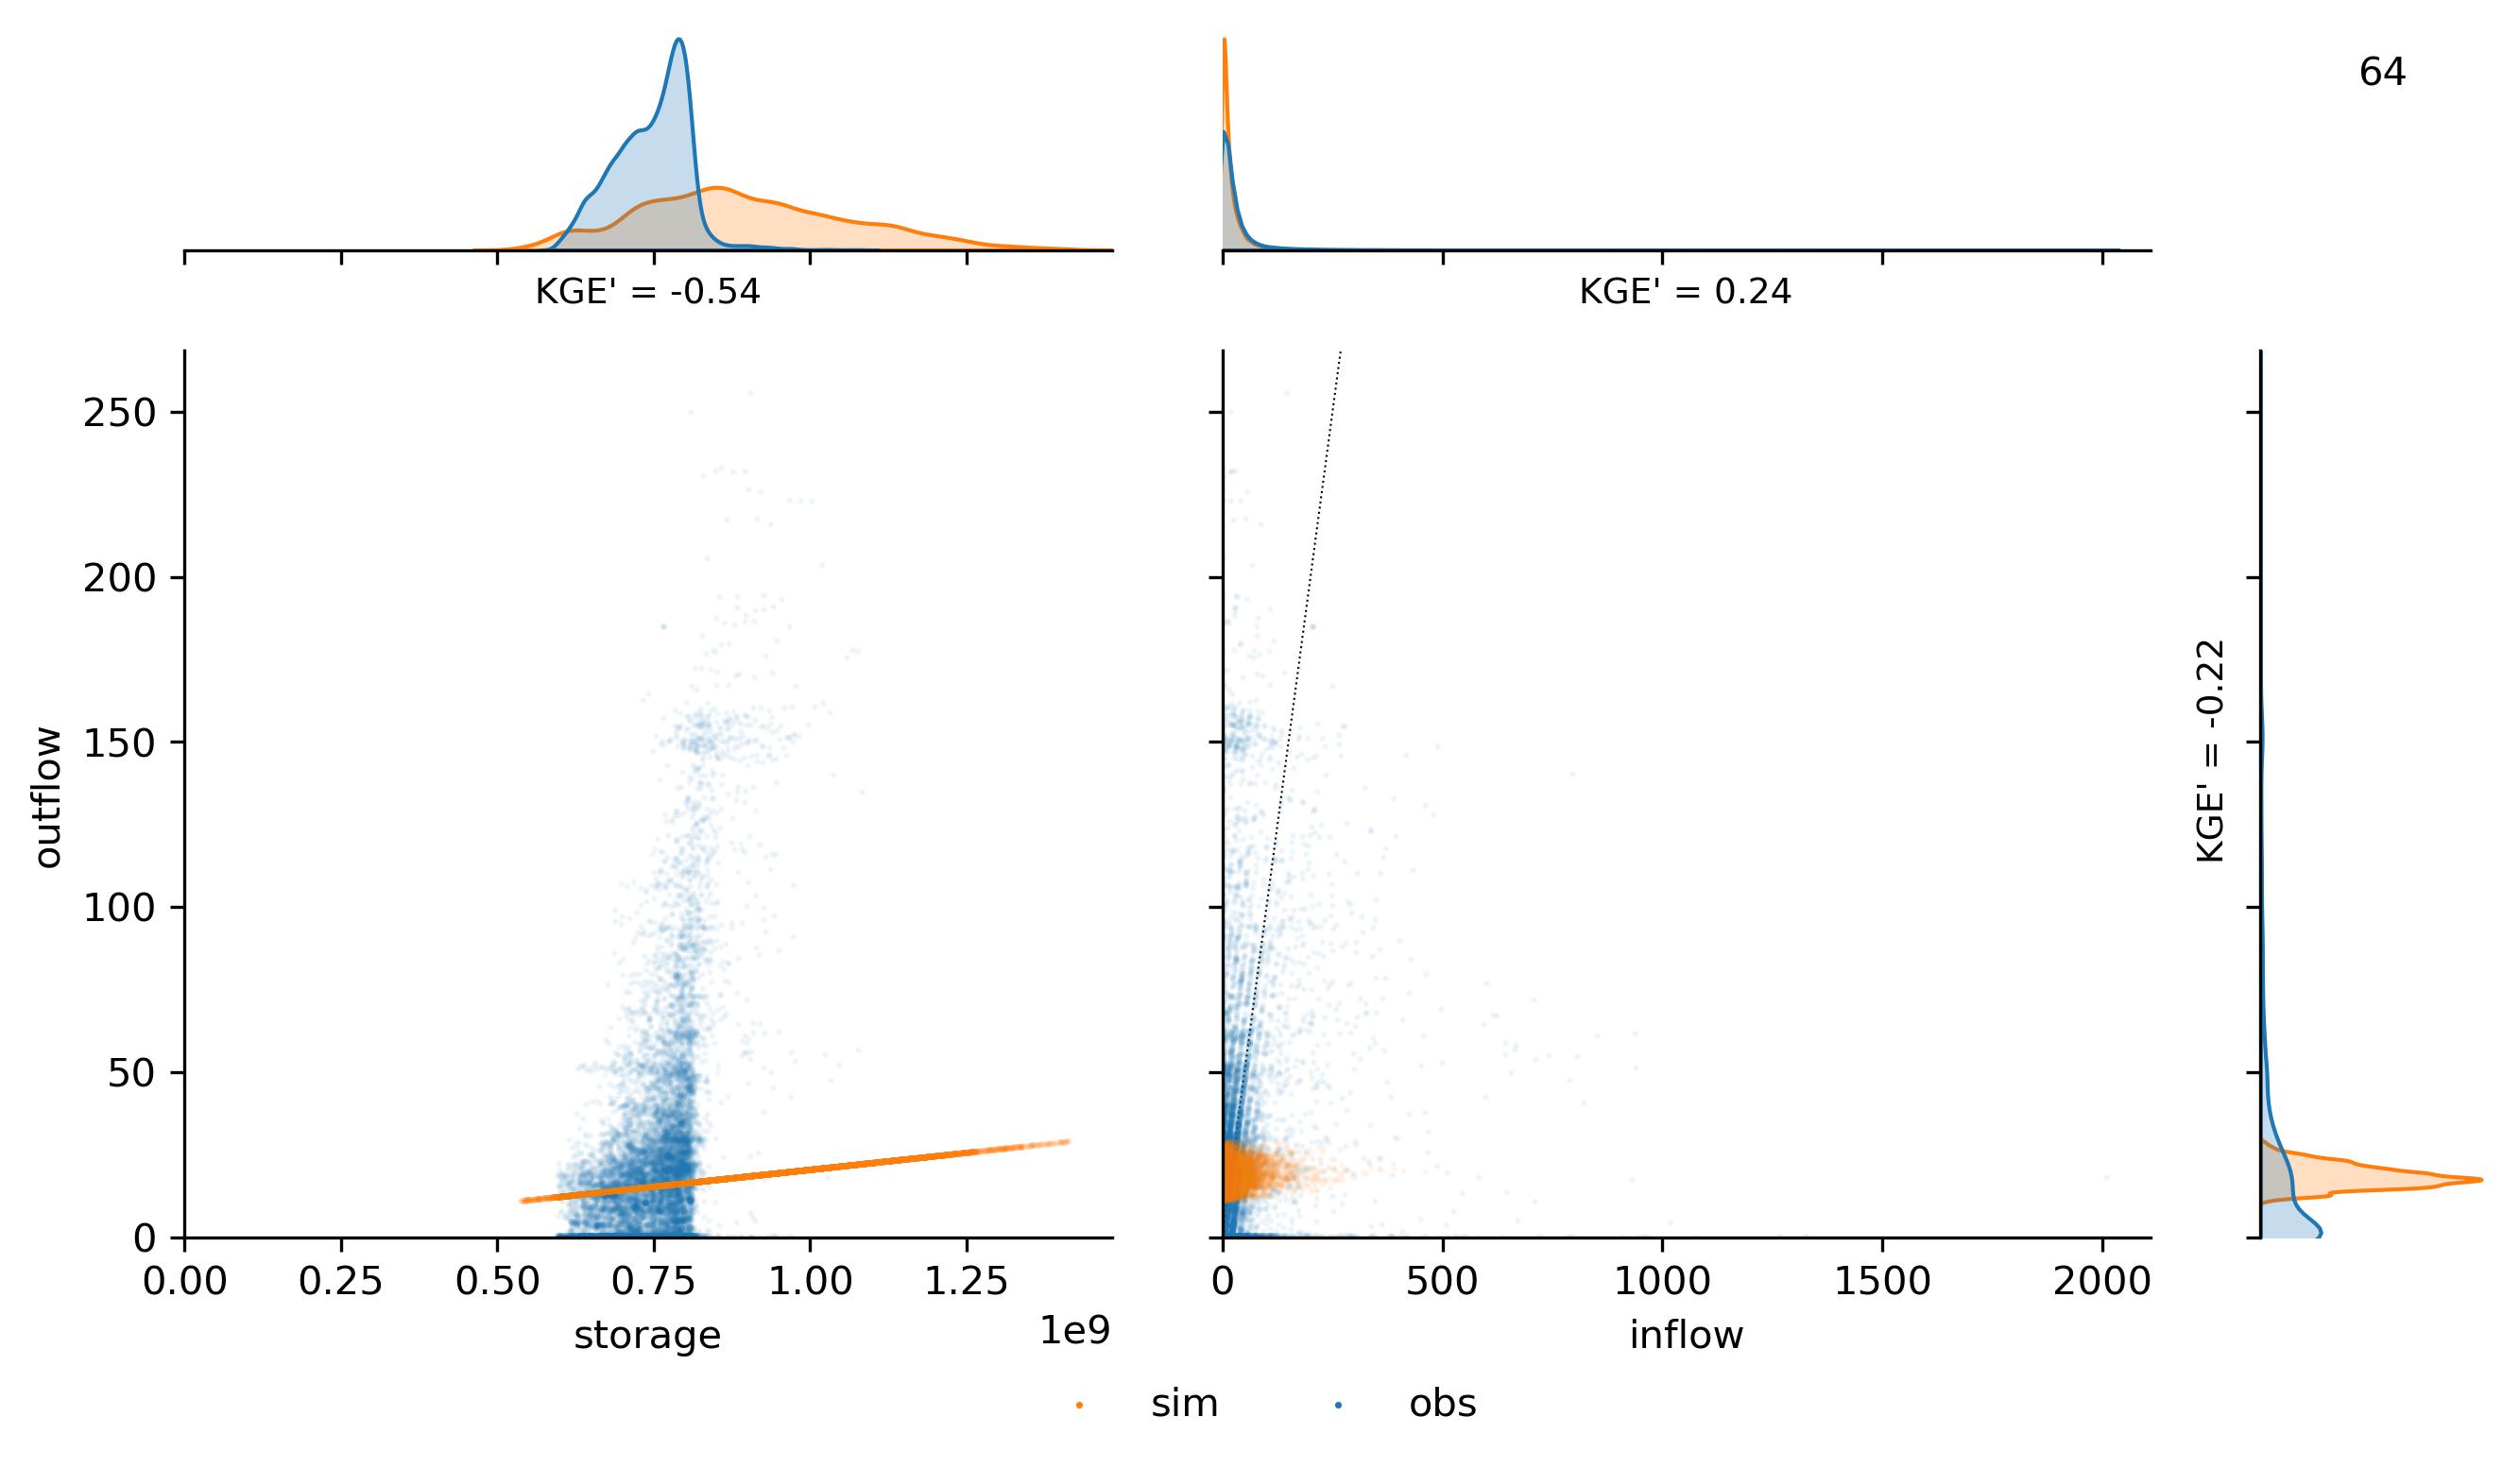 64
KGE' = -0.54
KGE' = 0.24
250
200
150
100
50
0
outflow
KGE' = -0.22
0.00 0.25 0.50 0.75 1.00 1.25
0 500 1000 1500 2000
storage
1e9
inflow
sim obs